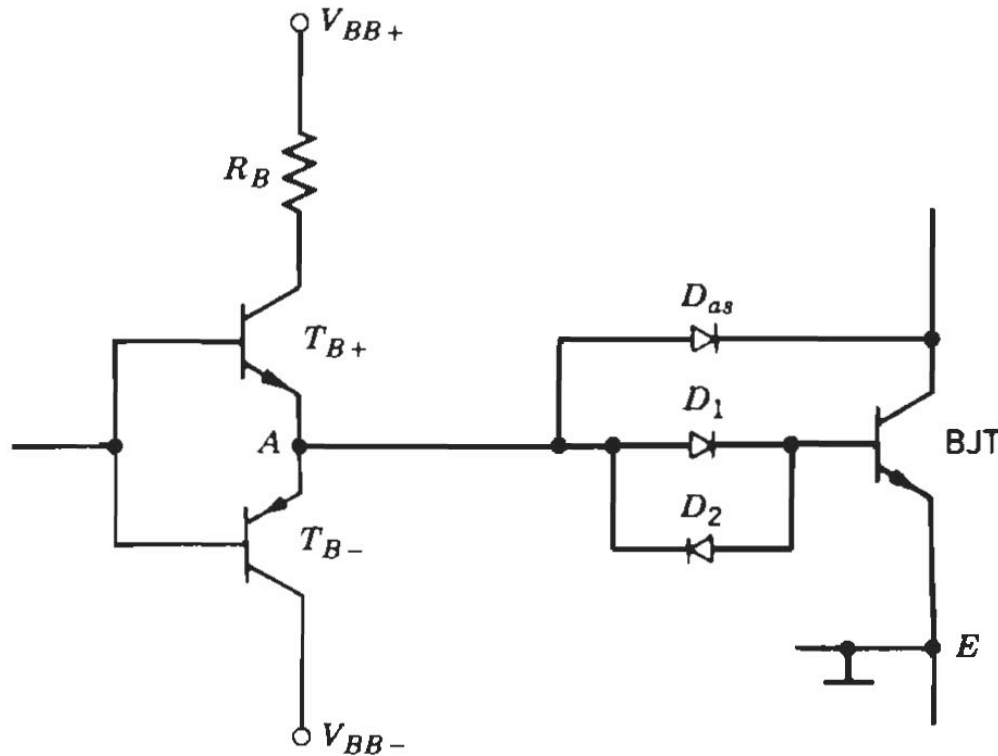 V_{BB+}
R_B
D_{as}
T_{B+}
D_1
A
BJT
D_2
T_{B-}
E
V_{BB-}